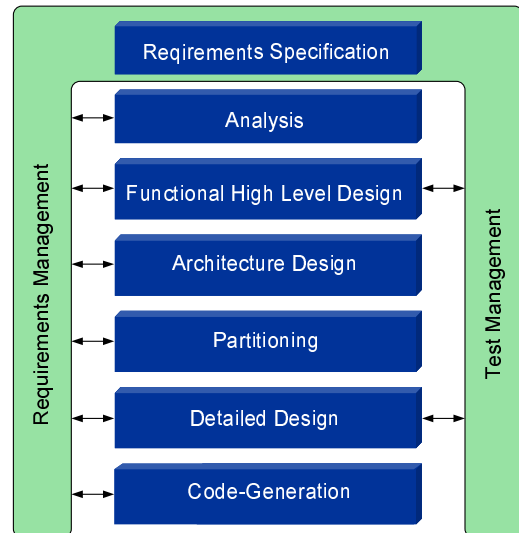 Reqirements Specification
Analysis
Functional High Level Design
Architecture Design
Partitioning
Detailed Design
Code-Generation
Requirements Management
Test Management